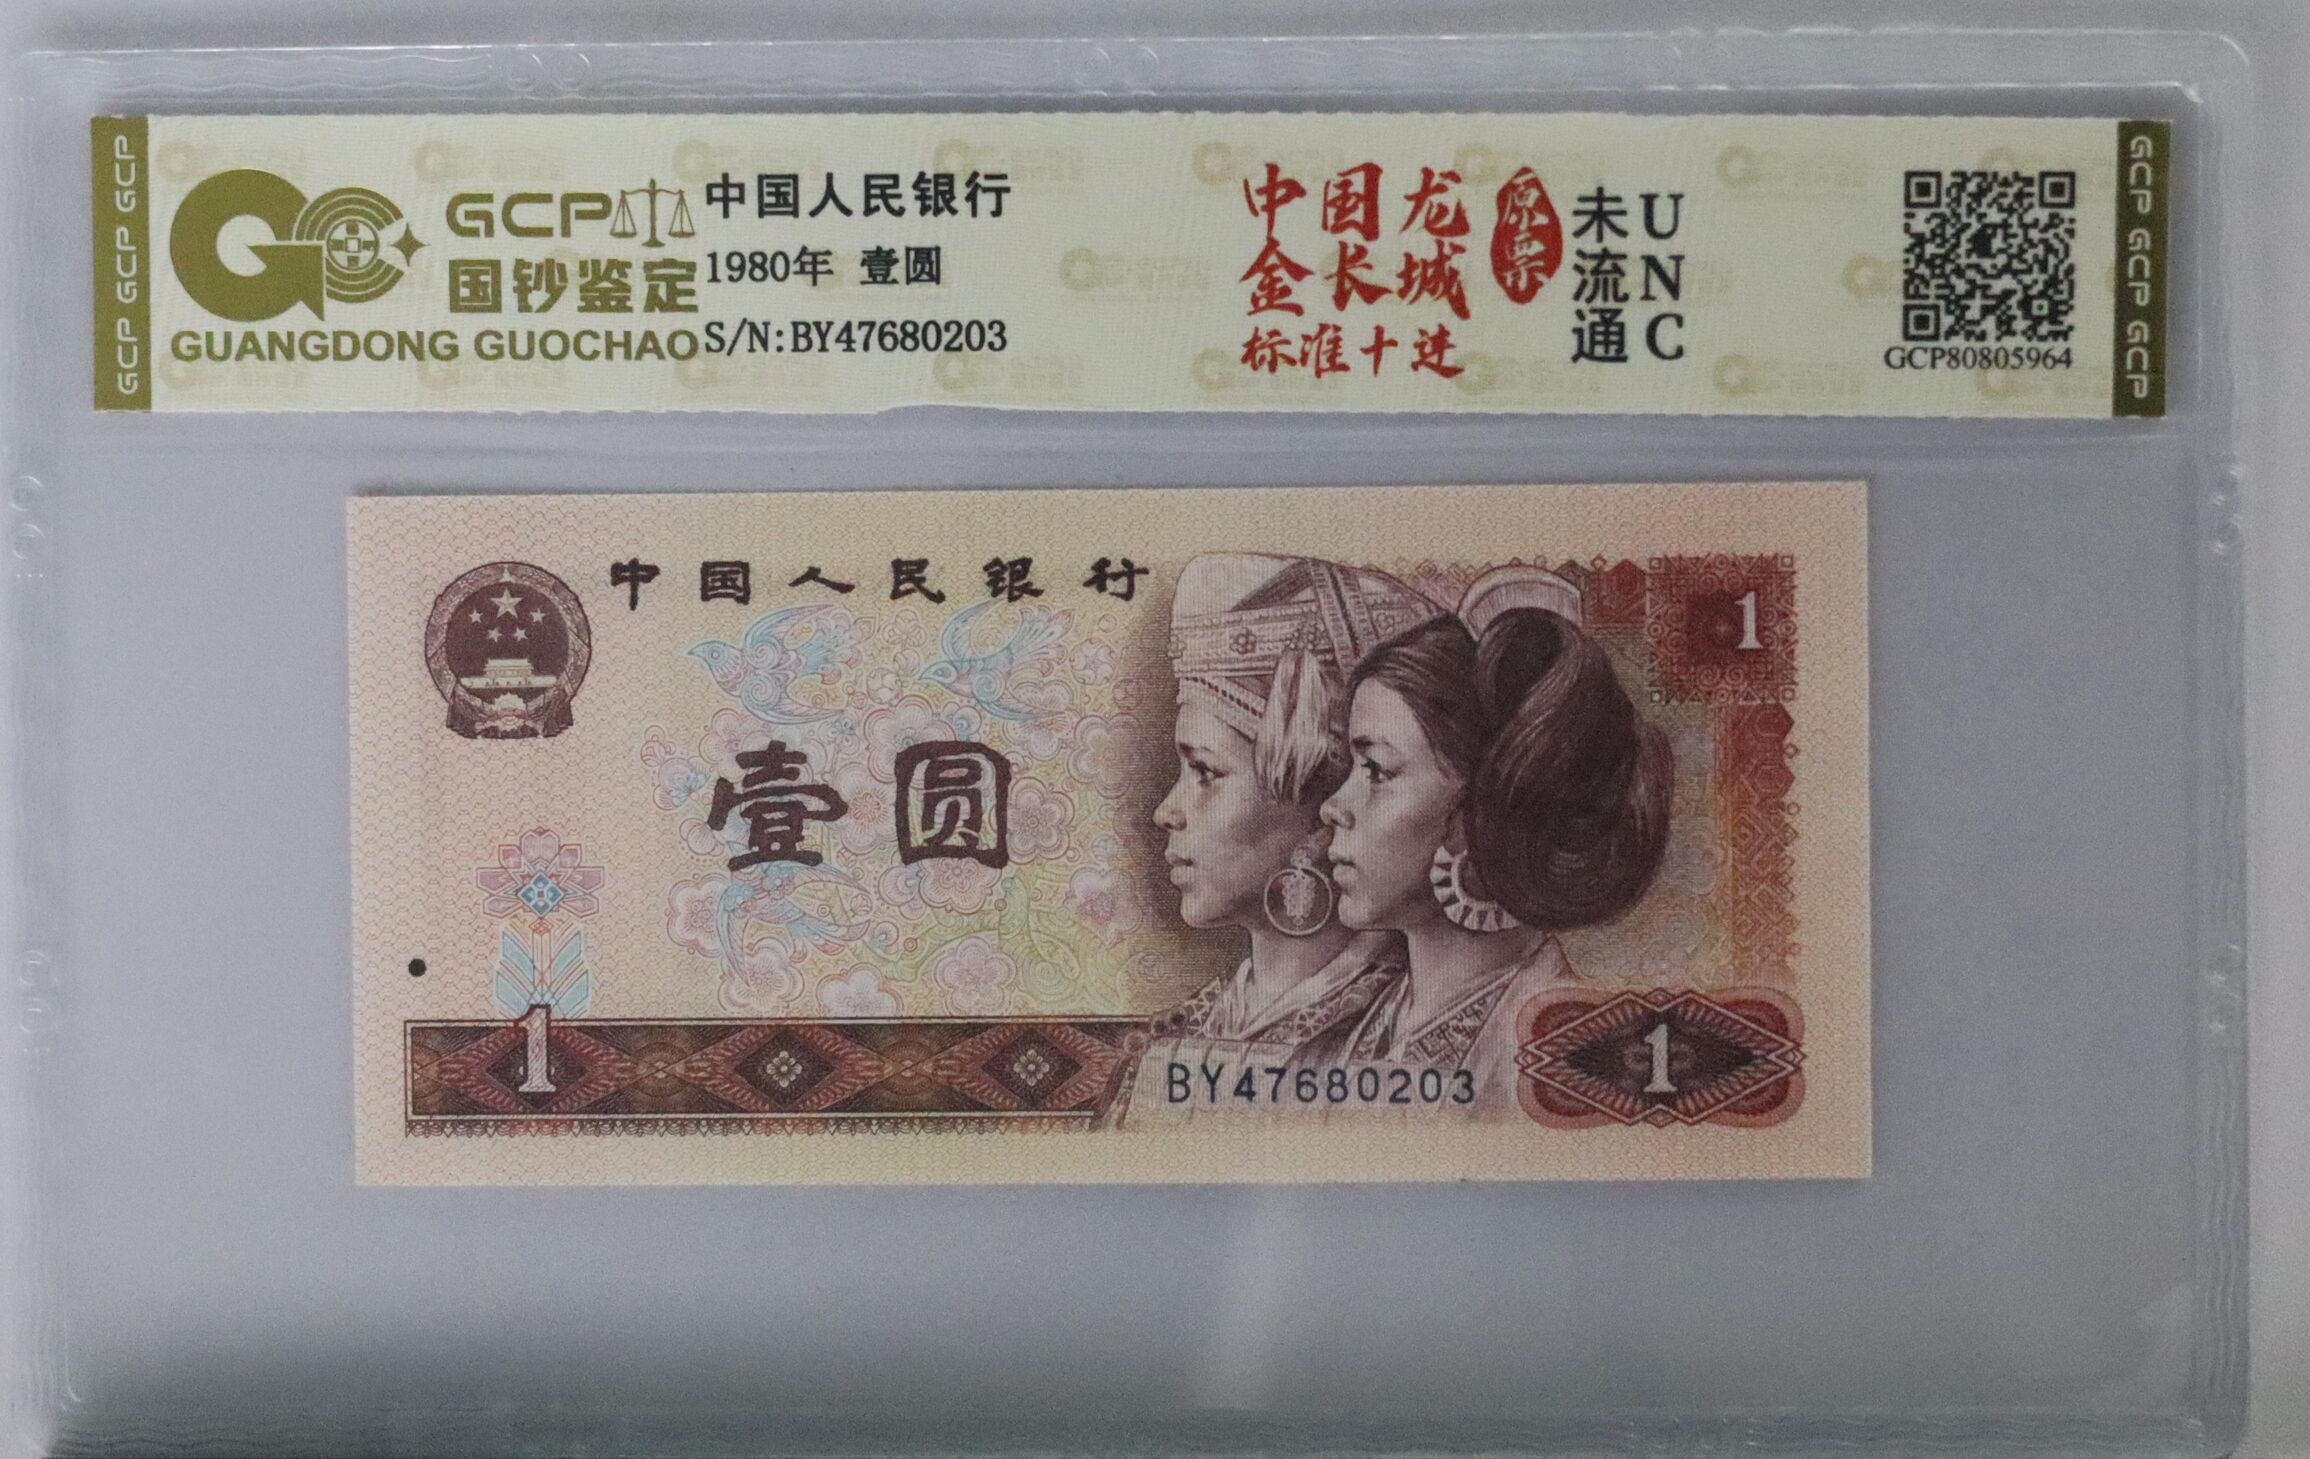 GCP GCP GCP
GCP
国钞鉴定
GUANGDONG GUOCHAO
中国人民银行
1980年 壹圆
S/N:BY47680203
中国龙
金长城
标准十连
原票
未流通
UNC
GCP80805964
GCP GCP GCP
中国人民银行
1
壹圆
1
BY47680203
1